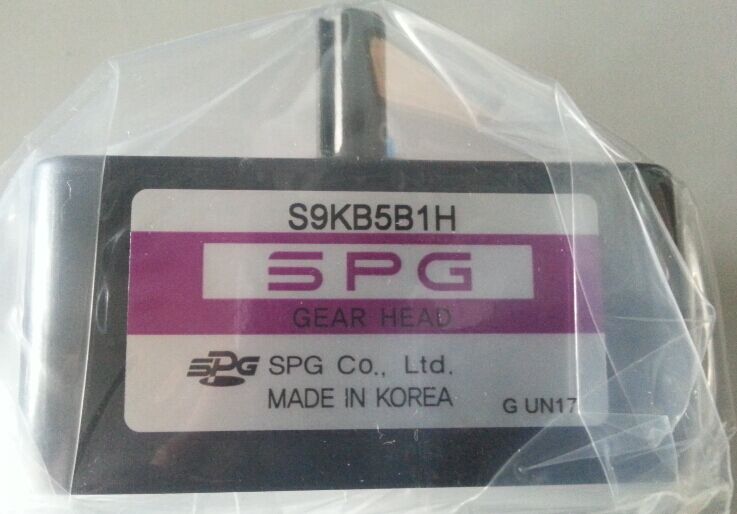 S9KB5B1H
SPG
GEAR HEAD
SPG SPG Co., Ltd.
MADE IN KOREA
G UN17